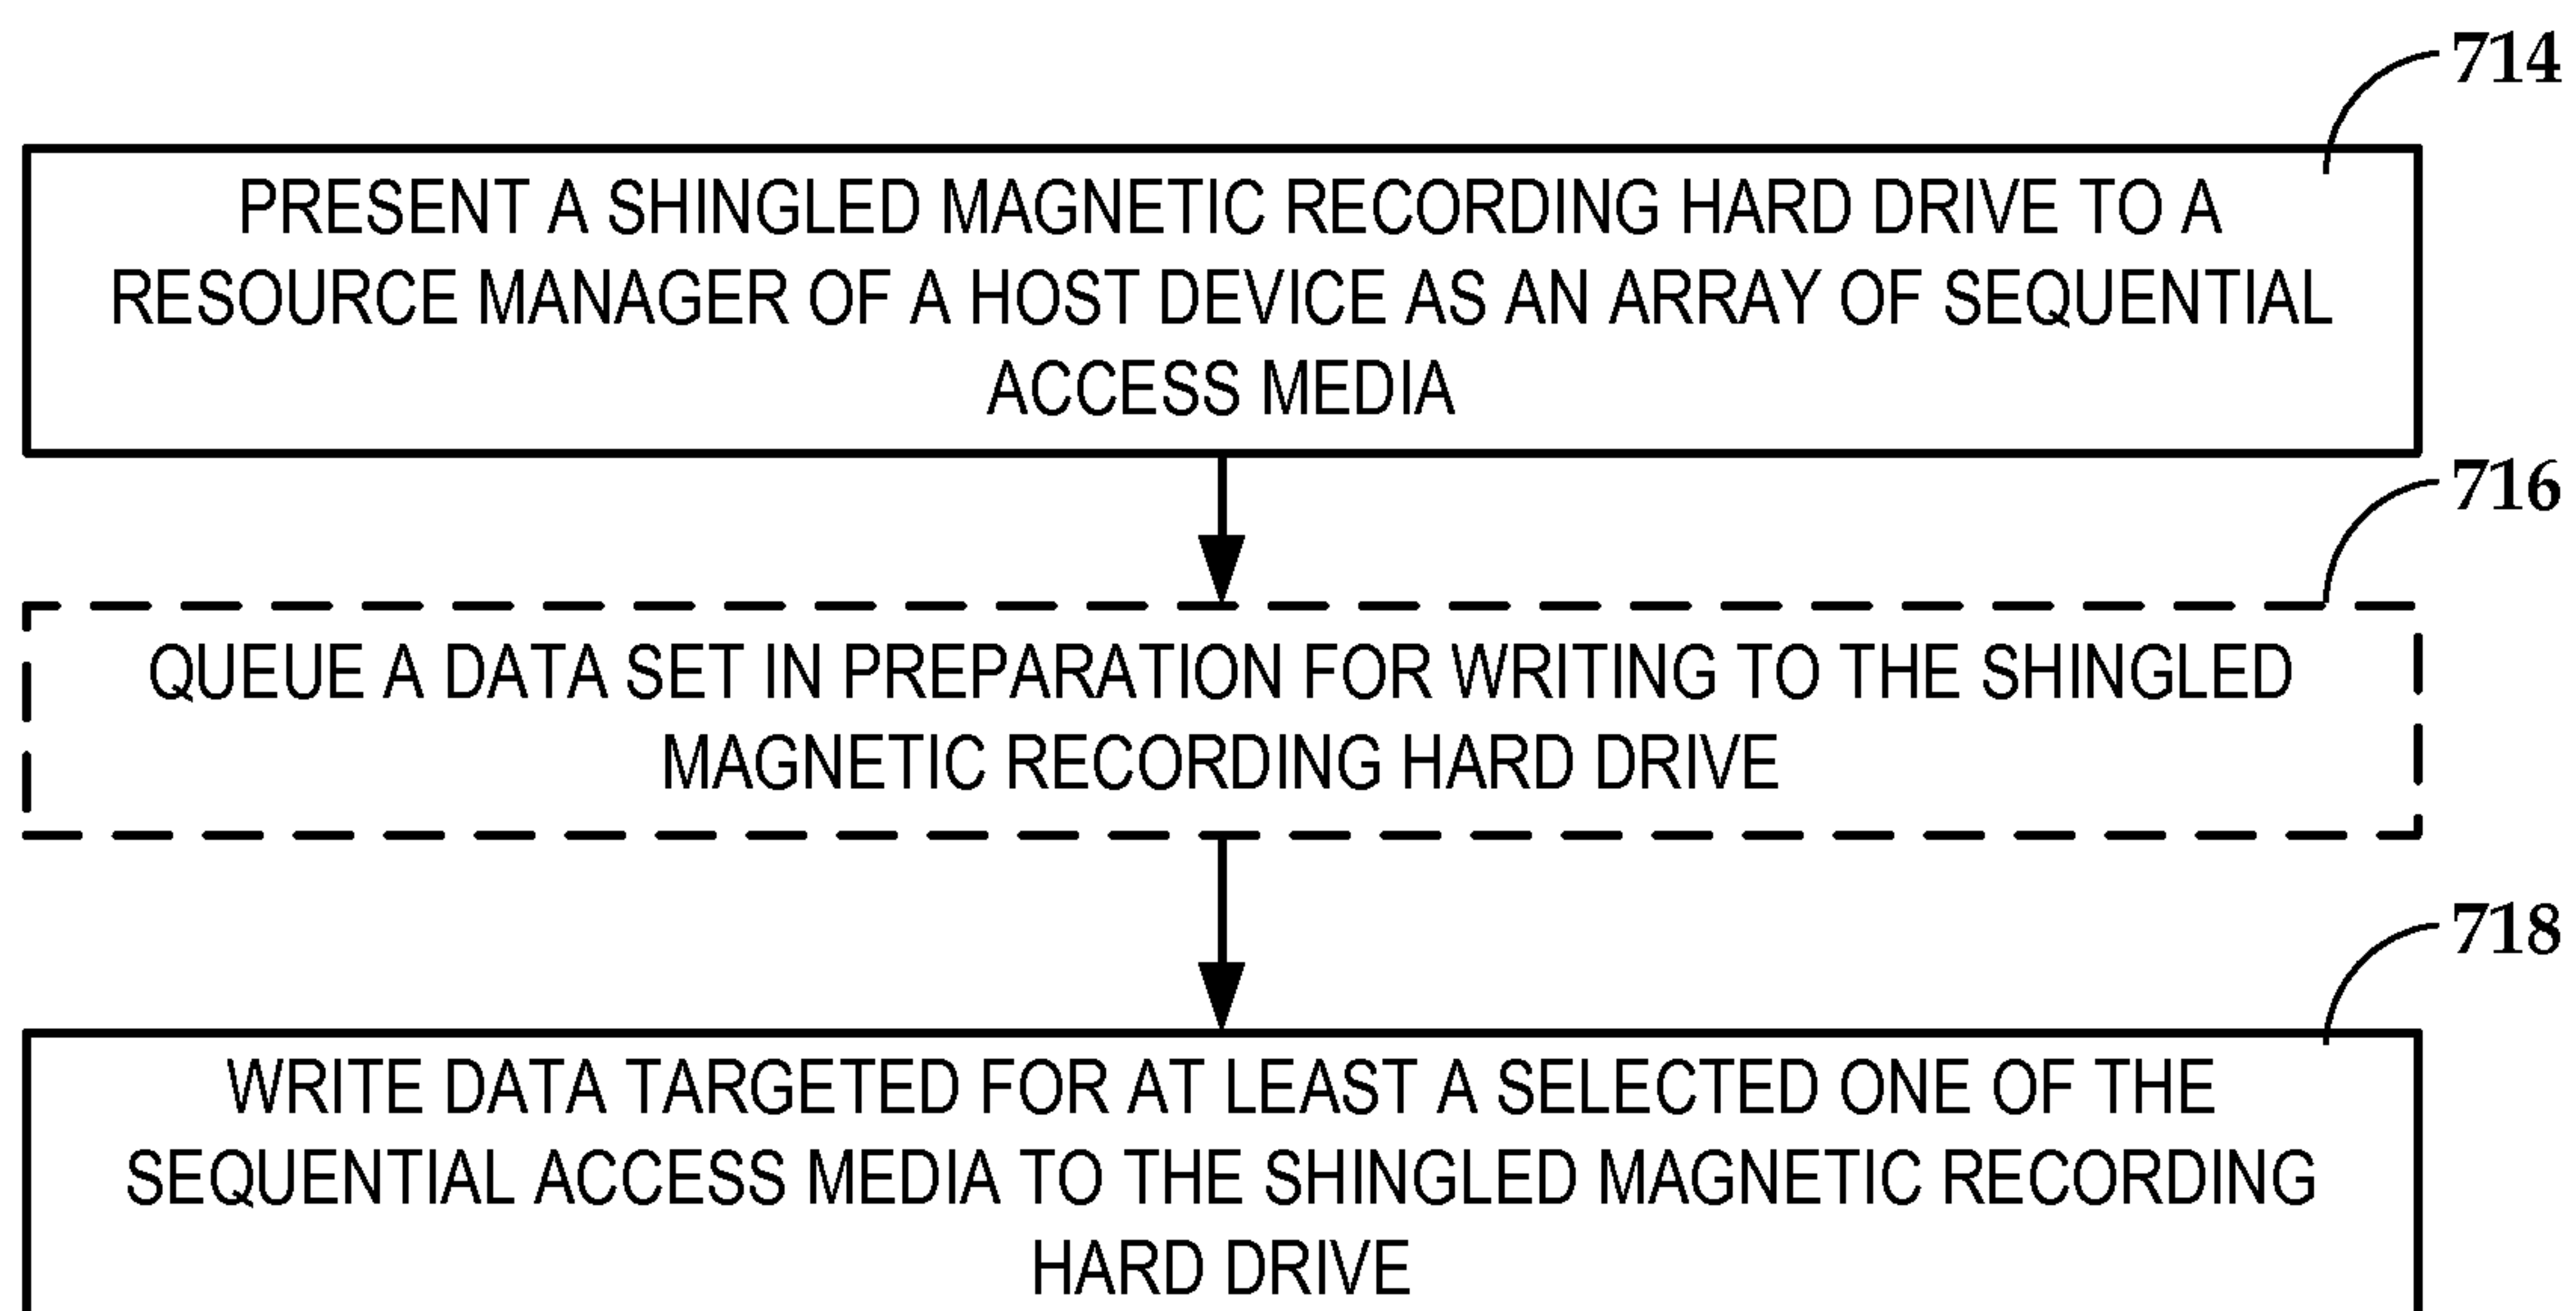 714
PRESENT A SHINGLED MAGNETIC RECORDING HARD DRIVE TO A
RESOURCE MANAGER OF A HOST DEVICE AS AN ARRAY OF SEQUENTIAL
ACCESS MEDIA
716
QUEUE A DATA SET IN PREPARATION FOR WRITING TO THE SHINGLED
MAGNETIC RECORDING HARD DRIVE
718
WRITE DATA TARGETED FOR AT LEAST A SELECTED ONE OF THE
SEQUENTIAL ACCESS MEDIA TO THE SHINGLED MAGNETIC RECORDING
HARD DRIVE